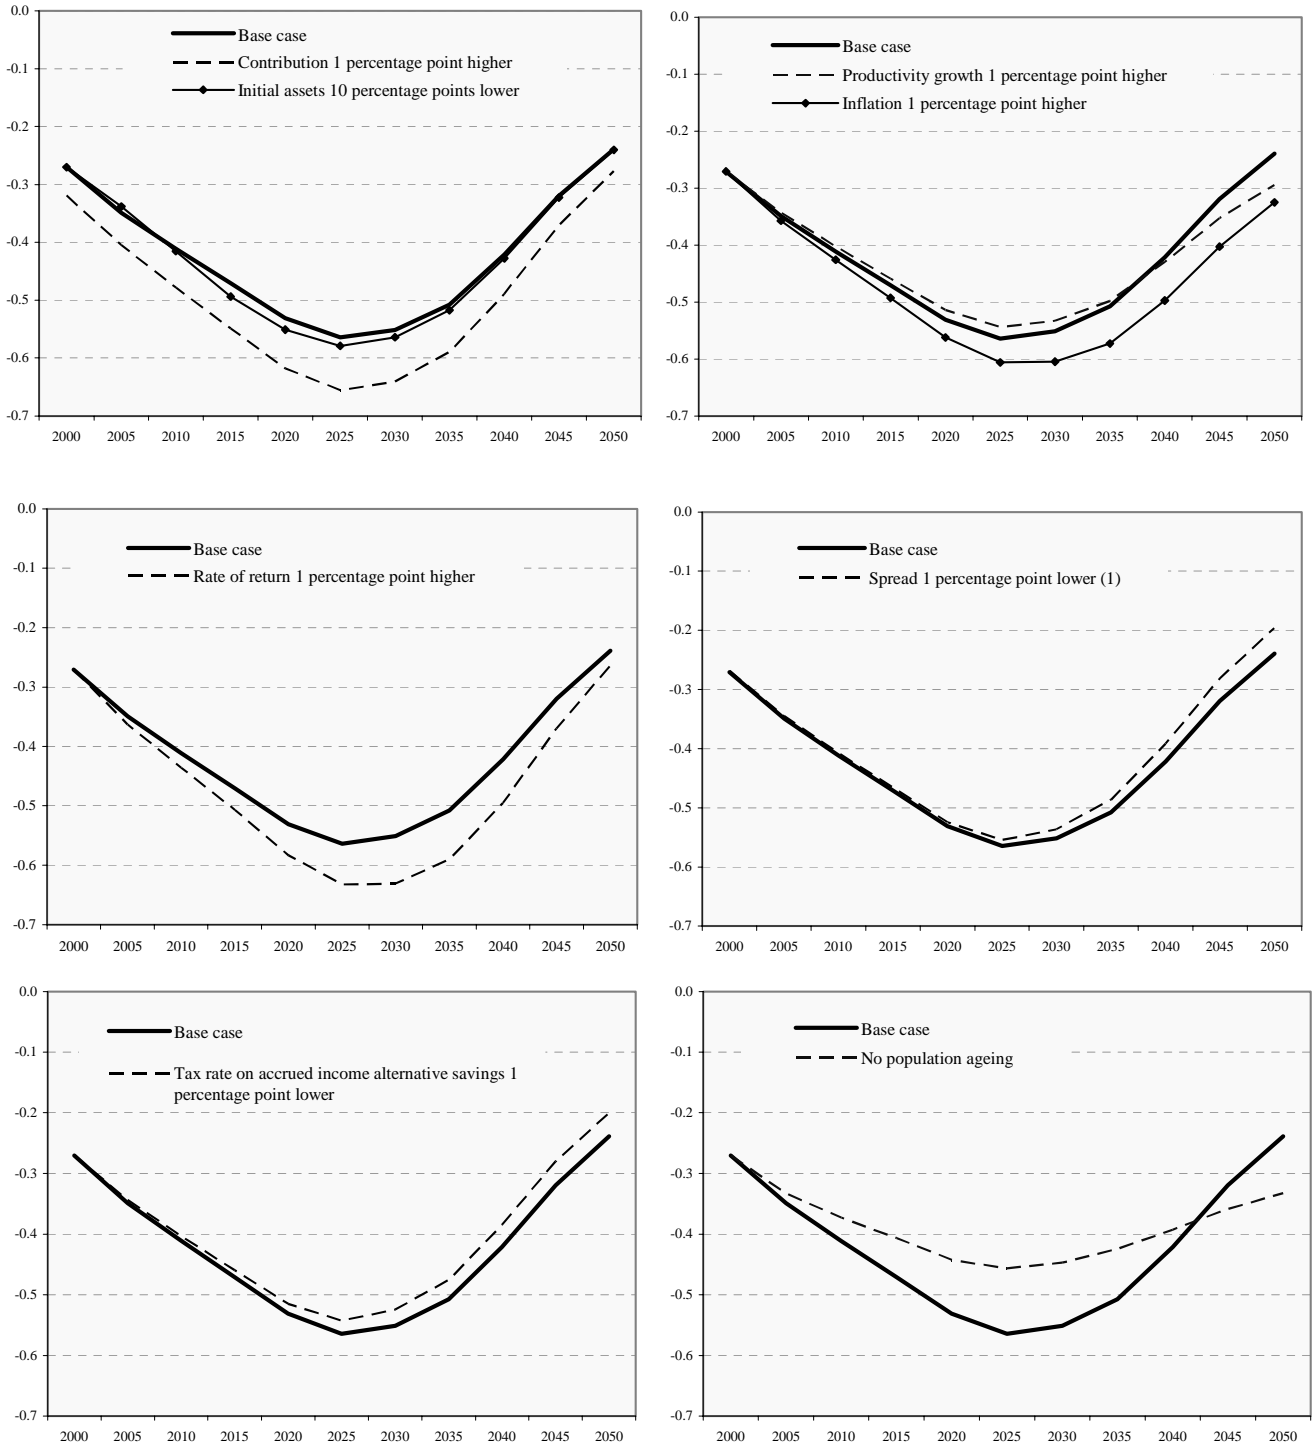 0.0
-0.1
-0.2
-0.3
-0.4
-0.5
-0.6
-0.7
Base case
Contribution 1 percentage point higher
Initial assets 10 percentage points lower
2000 2005 2010 2015 2020 2025 2030 2035 2040 2045 2050
0.0
-0.1
-0.2
-0.3
-0.4
-0.5
-0.6
-0.7
Base case
Productivity growth 1 percentage point higher
Inflation 1 percentage point higher
2000 2005 2010 2015 2020 2025 2030 2035 2040 2045 2050
0.0
-0.1
-0.2
-0.3
-0.4
-0.5
-0.6
-0.7
Base case
Rate of return 1 percentage point higher
2000 2005 2010 2015 2020 2025 2030 2035 2040 2045 2050
0.0
-0.1
-0.2
-0.3
-0.4
-0.5
-0.6
-0.7
Base case
Spread 1 percentage point lower (1)
2000 2005 2010 2015 2020 2025 2030 2035 2040 2045 2050
0.0
-0.1
-0.2
-0.3
-0.4
-0.5
-0.6
-0.7
Base case
Tax rate on accrued income alternative savings 1
percentage point lower
2000 2005 2010 2015 2020 2025 2030 2035 2040 2045 2050
0.0
-0.1
-0.2
-0.3
-0.4
-0.5
-0.6
-0.7
Base case
No population ageing
2000 2005 2010 2015 2020 2025 2030 2035 2040 2045 2050